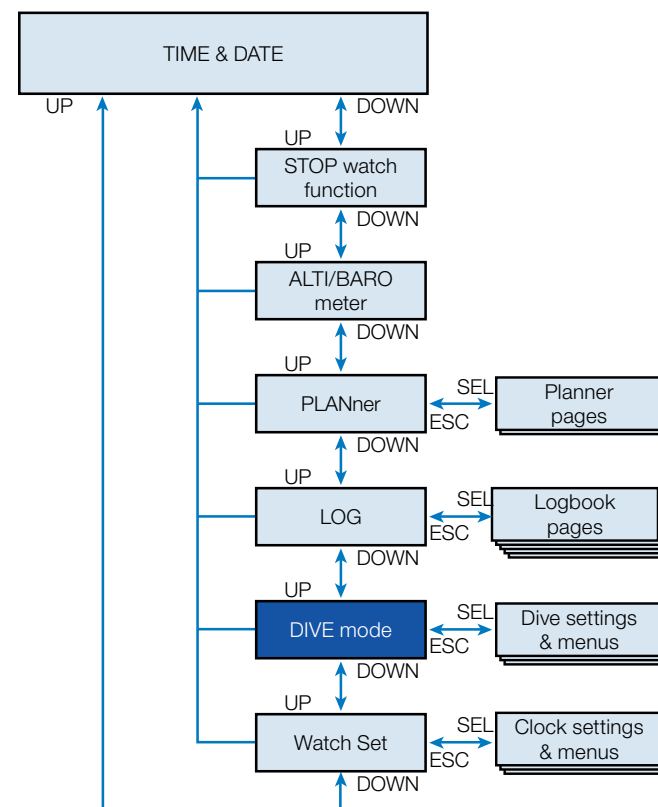 TIME & DATE
UP
DOWN
UP
STOP watch
function
DOWN
UP
ALTI/BARO
meter
DOWN
UP
PLANner
SEL
ESC
Planner
pages
DOWN
UP
LOG
SEL
ESC
Logbook
pages
DOWN
UP
DIVE mode
SEL
ESC
Dive settings
& menus
DOWN
UP
Watch Set
SEL
ESC
Clock settings
& menus
DOWN